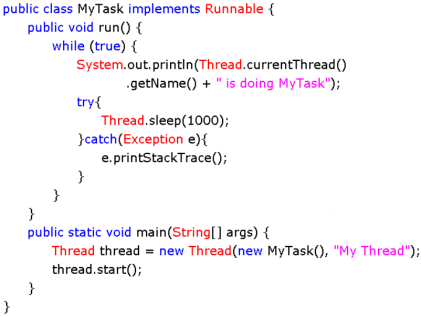 public class MyTask implements Runnable {
public void run() {
while (true) {
System.out.println(Thread.currentThread()
.getName() + " is doing MyTask");
try{
Thread.sleep(1000);
}catch(Exception e){
e.printStackTrace();
}
}
}
public static void main(String[] args) {
Thread thread = new Thread(new MyTask(), "My Thread");
thread.start();
}
}